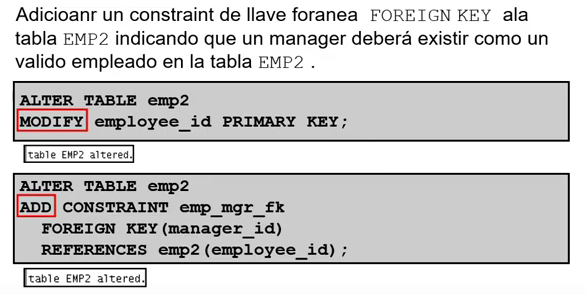 Adicioanr un constraint de llave foranea FOREIGN KEY ala
tabla EMP2 indicando que un manager deberá existir como un
valido empleado en la tabla EMP2 .
ALTER TABLE emp2
MODIFY employee_id PRIMARY KEY;
table EMP2 altered.
ALTER TABLE emp2
ADD CONSTRAINT emp_mgr_fk
FOREIGN KEY(manager_id)
REFERENCES emp2(employee_id);
table EMP2 altered.